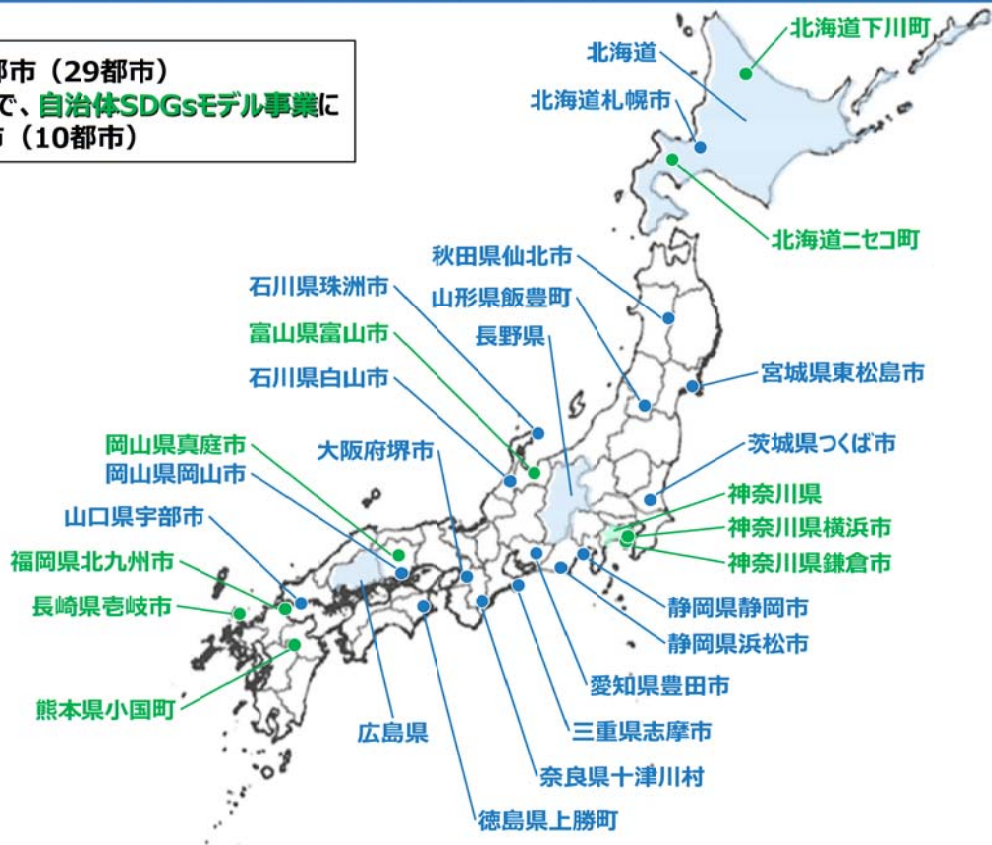 都市（29都市）
で、自治体SDGsモデル事業に
市（10都市）
北海道下川町
北海道
北海道札幌市
北海道ニセコ町
秋田県仙北市
石川県珠洲市
山形県飯豊町
富山県富山市
長野県
石川県白山市
宮城県東松島市
岡山県真庭市
大阪府堺市
茨城県つくば市
岡山県岡山市
神奈川県
山口県宇部市
神奈川県横浜市
福岡県北九州市
神奈川県鎌倉市
長崎県壱岐市
静岡県静岡市
静岡県浜松市
愛知県豊田市
熊本県小国町
広島県
三重県志摩市
奈良県十津川村
徳島県上勝町